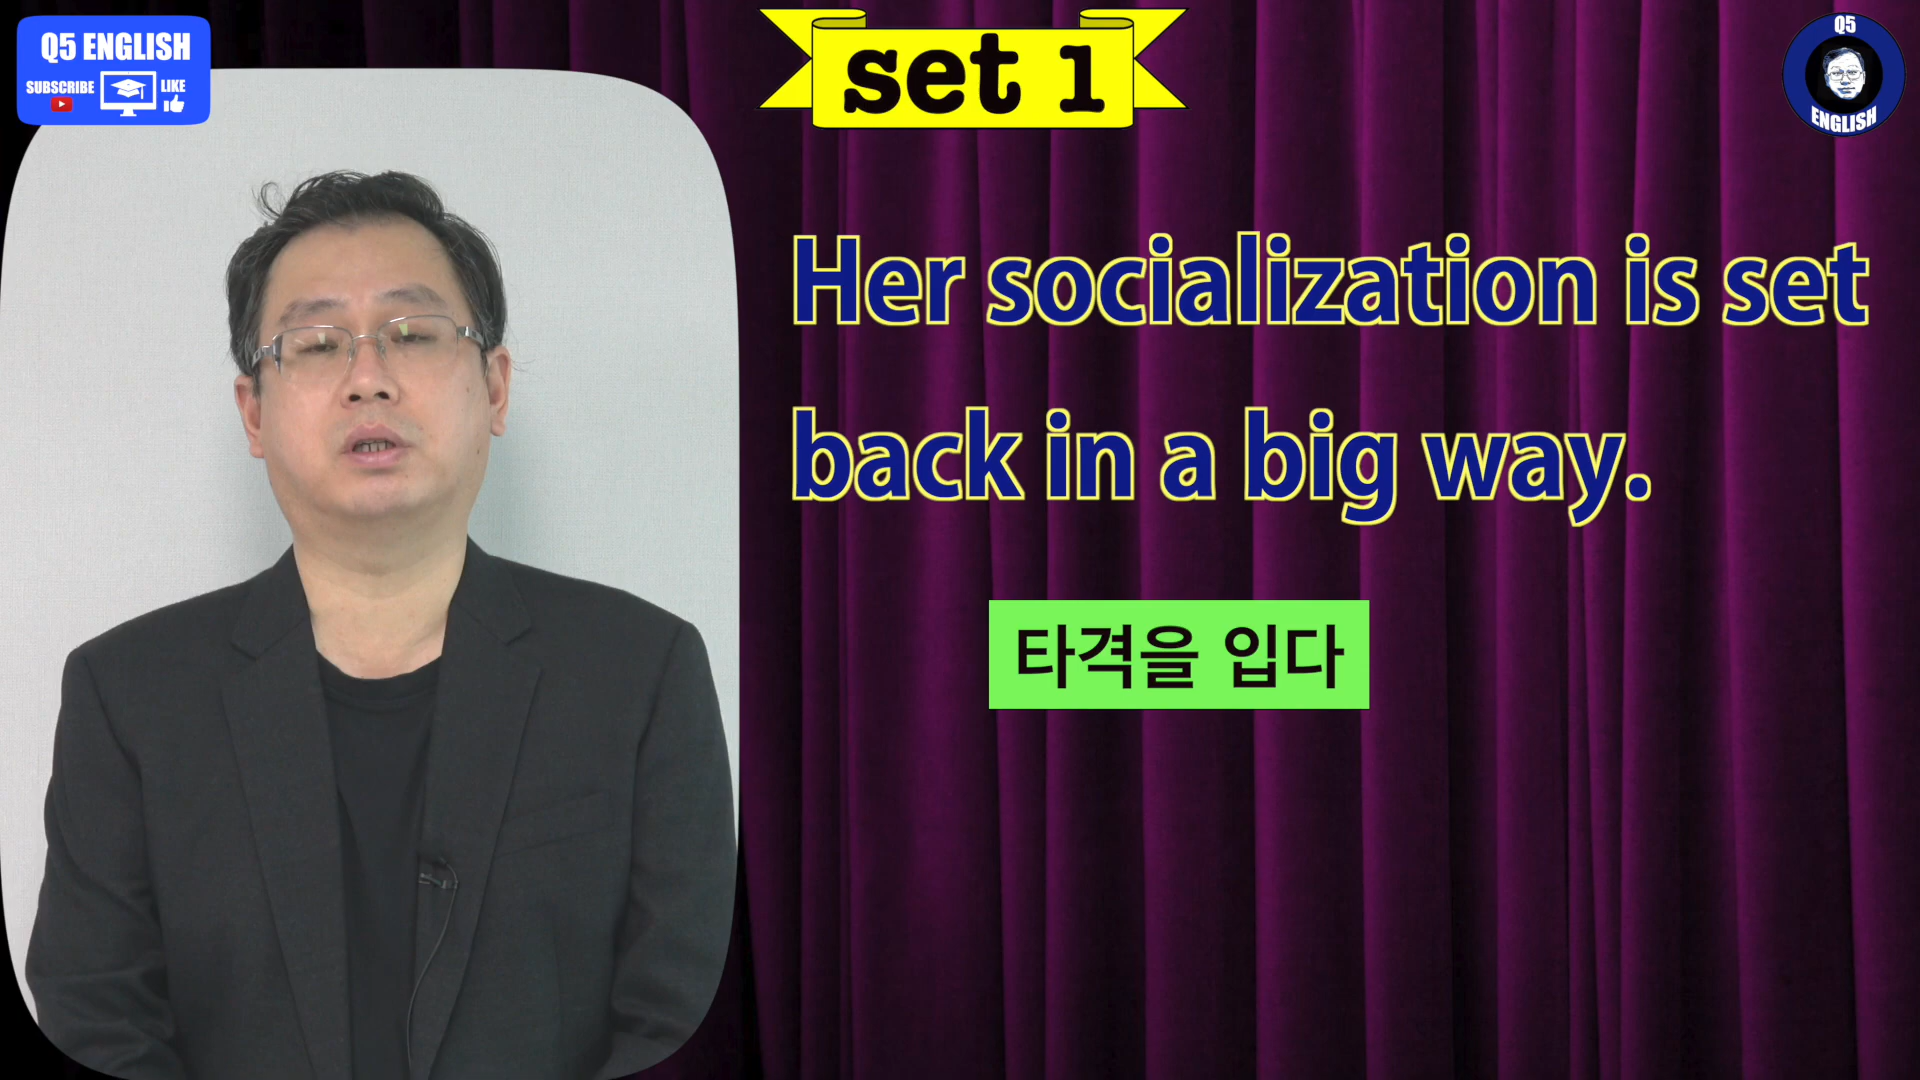 Q5 ENGLISH
SUBSCRIBE
LIKE
set 1
Q5
ENGLISH
Her socialization is set
back in a big way.
타격을 입다